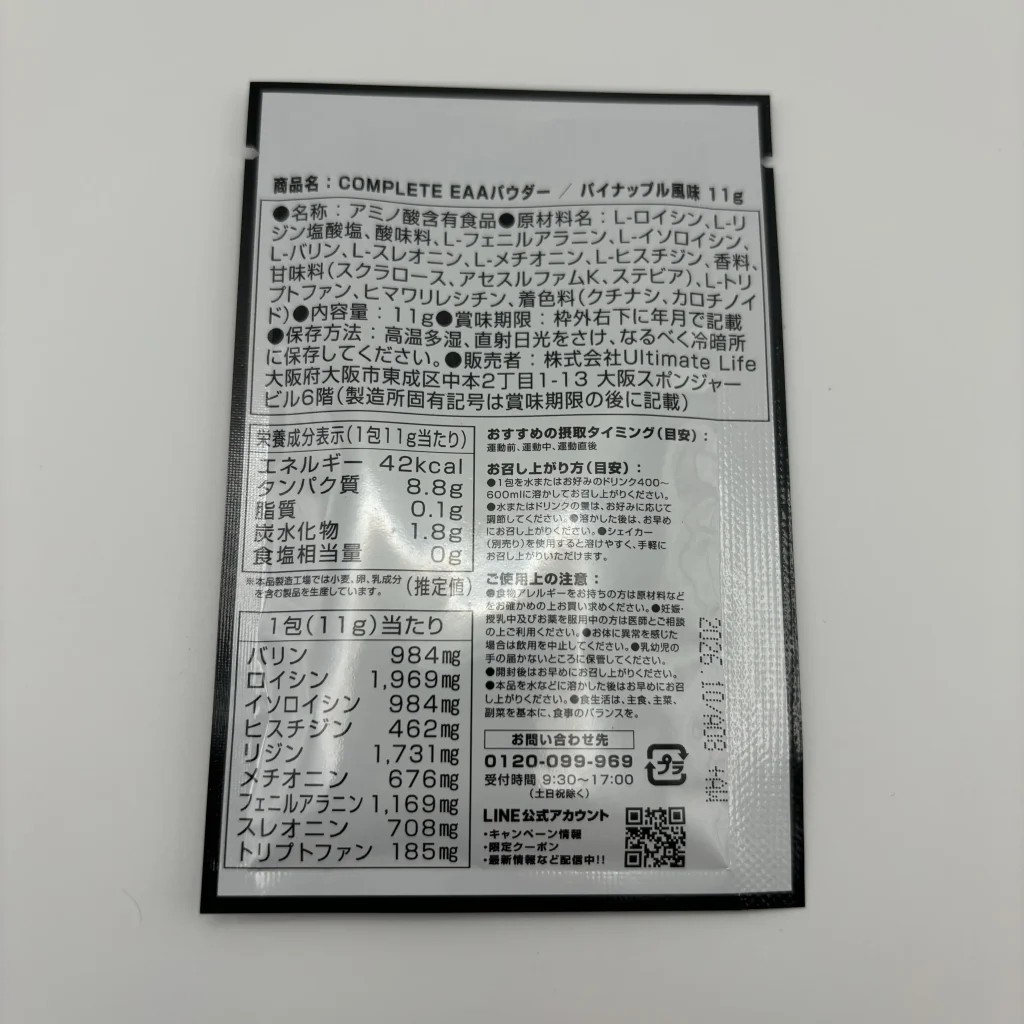 商品名：COMPLETE EAAパウダー ／ パイナップル風味 11g
●名称：アミノ酸含有食品●原材料名：L-ロイシン、L-リ
ジン塩酸塩、酸味料、L-フェニルアラニン、L-イソロイシン、
L-バリン、L-スレオニン、L-メチオニン、L-ヒスチジン、香料、
甘味料（スクラロース、アセスルファムK、ステビア）、L-トリ
プトファン、ヒマワリレシチン、着色料（クチナシ、カロチノイ
ド）●内容量：11g●賞味期限：枠外右下に年月で記載
●保存方法：高温多湿、直射日光をさけ、なるべく冷暗所
に保存してください。●販売者：株式会社Ultimate Life
大阪府大阪市東成区中本2丁目1-13 大阪スポンジャー
ビル6階（製造所固有記号は賞味期限の後に記載）
栄養成分表示（1包11g当たり）
エネルギー 42kcal
タンパク質 8.8g
脂質 0.1g
炭水化物 1.8g
食塩相当量 0g
※本品製造工場では小麦、卵、乳成分
を含む製品を生産しています。
（推定値）
1包（11g）当たり
バリン 984mg
ロイシン 1,969mg
イソロイシン 984mg
ヒスチジン 462mg
リジン 1,731mg
メチオニン 676mg
フェニルアラニン 1,169mg
スレオニン 708mg
トリプトファン 185mg
おすすめの摂取タイミング（目安）：
運動前、運動中、運動直後
お召し上がり方（目安）：
●1包を水またはお好みのドリンク400～
600mlに溶かしてお召し上がりください。
●水またはドリンクの量は、お好みに応じて
調節してください。●溶かした後は、お早め
にお召し上がりください。●シェイカー
（別売り）を使用すると溶けやすく、手軽に
お召し上がりいただけます。
ご使用上の注意：
●食物アレルギーをお持ちの方は原材料など
をお確かめの上お買い求めください。●妊娠・
授乳中及びお薬を服用中の方は医師とご相談
の上ご利用ください。●お体に異常を感じた
場合は飲用を中止してください。●乳幼児の
手の届かないところに保管してください。
●開封後はお早めにお召し上がりください。
●本品を水などに溶かした後はお早めにお召
し上がりください。●食生活は、主食、主菜、
副菜を基本に、食事のバランスを。
お問い合わせ先
0120-099-969
受付時間 9:30～17:00
（土日祝除く）
プラ
LINE公式アカウント
・キャンペーン情報
・限定クーポン
・最新情報など配信中!!